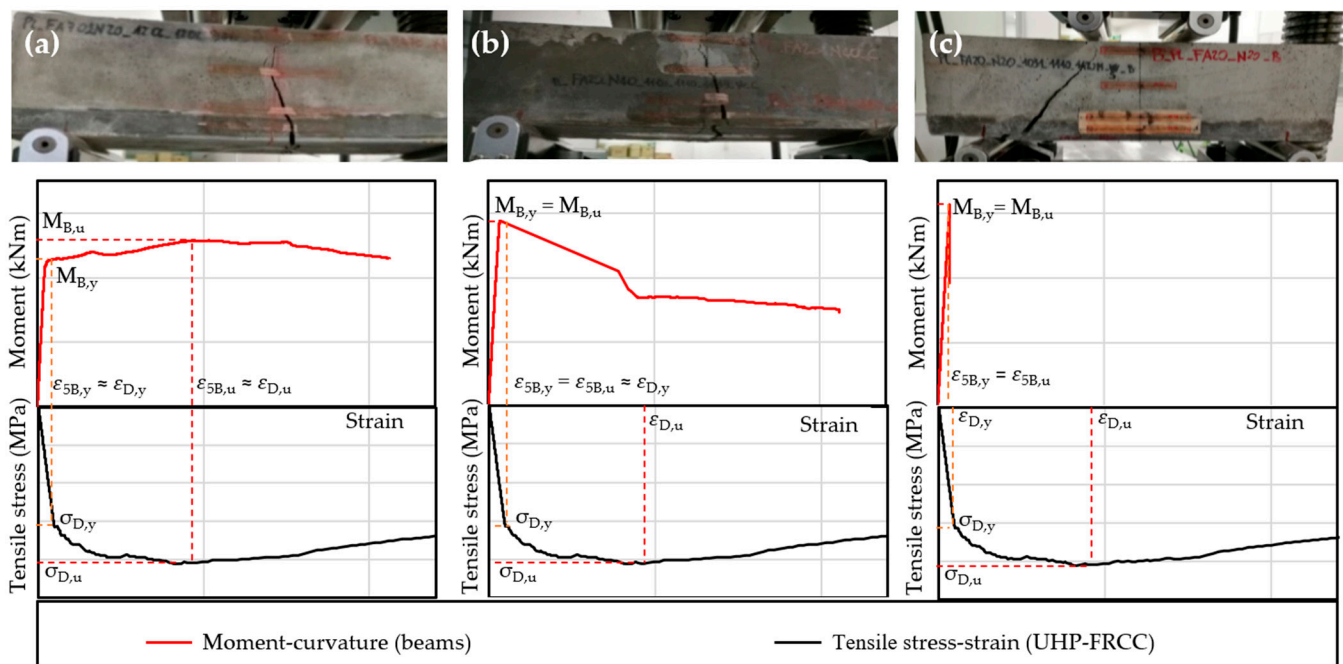 (a)
(b)
(c)
Moment (kNm)
M_B,u
M_B,y
ε_5B,y ≈ ε_D,y
ε_5B,u ≈ ε_D,u
Moment (kNm)
M_B,y = M_B,u
ε_5B,y = ε_5B,u ≈ ε_D,y
Moment (kNm)
M_B,y = M_B,u
ε_5B,y = ε_5B,u
Tensile stress (MPa)
Strain
σ_D,y
σ_D,u
Tensile stress (MPa)
ε_D,u
Strain
σ_D,y
σ_D,u
Tensile stress (MPa)
ε_D,y
ε_D,u
Strain
σ_D,y
σ_D,u
Moment-curvature (beams)
Tensile stress-strain (UHP-FRCC)